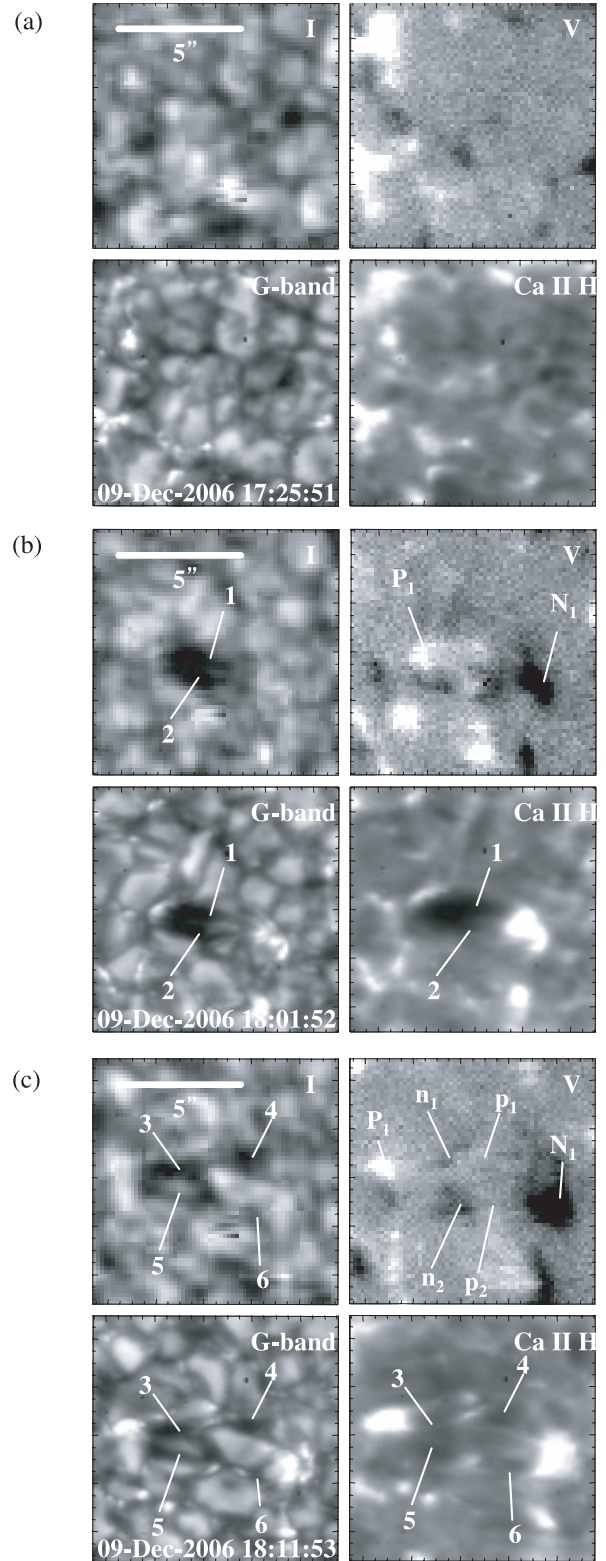 (a)
I
5”
V
G-band
09-Dec-2006 17:25:51
Ca II H
(b)
I
5”
1
2
V
P₁
N₁
G-band
1
2
09-Dec-2006 18:01:52
Ca II H
1
2
(c)
I
5”
3
4
5
6
V
P₁
n₁
p₁
N₁
n₂
p₂
G-band
3
4
5
6
09-Dec-2006 18:11:53
Ca II H
3
4
5
6